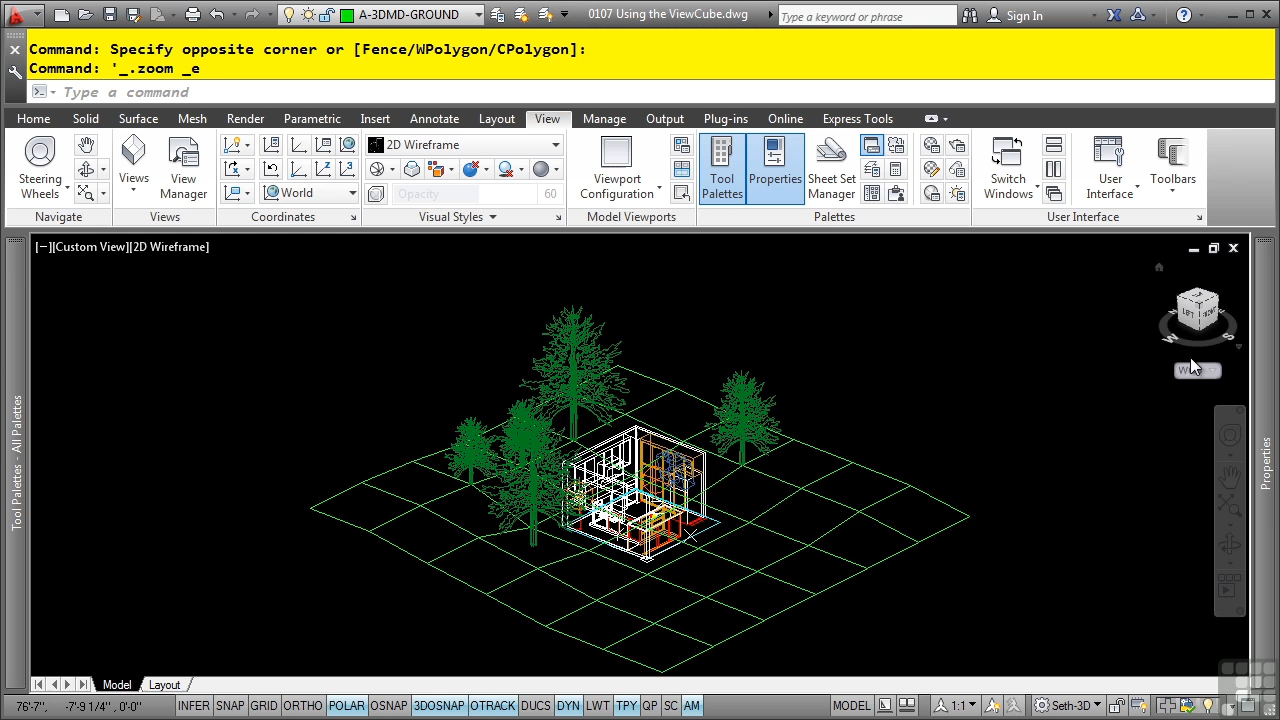 A-3DMD-GROUND
0107 Using the ViewCube.dwg
Type a keyword or phrase
Sign In
Command: Specify opposite corner or [Fence/WPolygon/CPolygon]:
Command: '_.zoom _e
Type a command
Home Solid Surface Mesh Render Parametric Insert Annotate Layout View Manage Output Plug-ins Online Express Tools
Steering Wheels
Views
View Manager
World
2D Wireframe
Opacity 60
Viewport Configuration
Tool Palettes
Properties
Sheet Set Manager
Switch Windows
User Interface
Toolbars
Navigate Views Coordinates Visual Styles Model Viewports Palettes User Interface
[−][Custom View][2D Wireframe]
LEFT FRONT
W S
Tool Palettes - All Palettes
Properties
Model Layout
76'-7", -7'-9 1/4", 0'-0"
INFER SNAP GRID ORTHO POLAR OSNAP 3DOSNAP OTRACK DUCS DYN LWT TPY QP SC AM
MODEL
1:1
Seth-3D